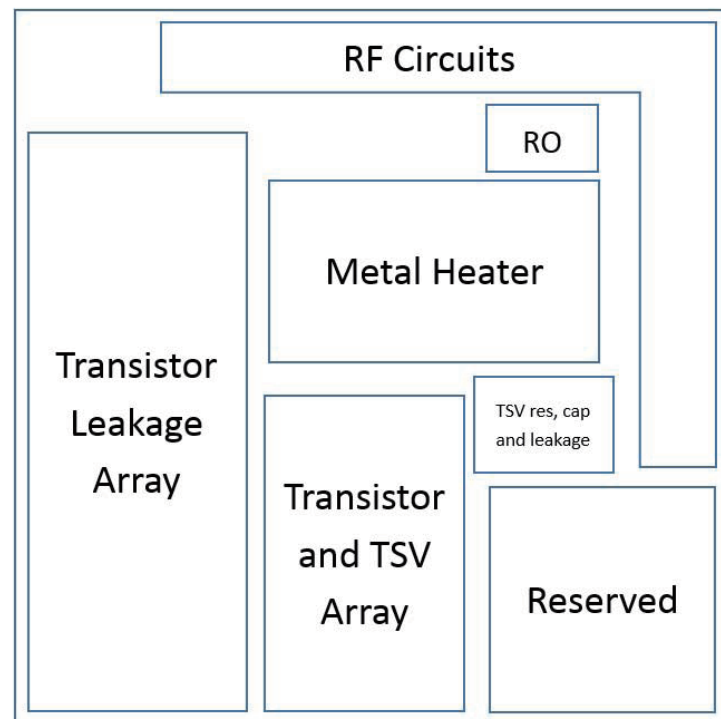 RF Circuits
RO
Metal Heater
Transistor
Leakage
Array
TSV res, cap
and leakage
Transistor
and TSV
Array
Reserved